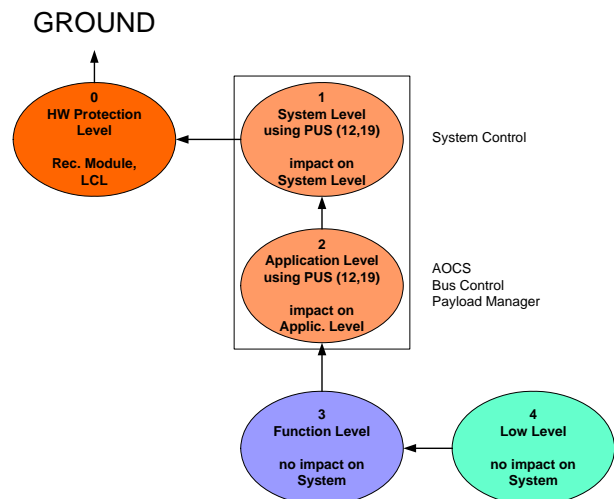 GROUND
0
HW Protection
Level
Rec. Module,
LCL
1
System Level
using PUS (12,19)
impact on
System Level
System Control
2
Application Level
using PUS (12,19)
impact on
Applic. Level
AOCS
Bus Control
Payload Manager
3
Function Level
no impact on
System
4
Low Level
no impact on
System